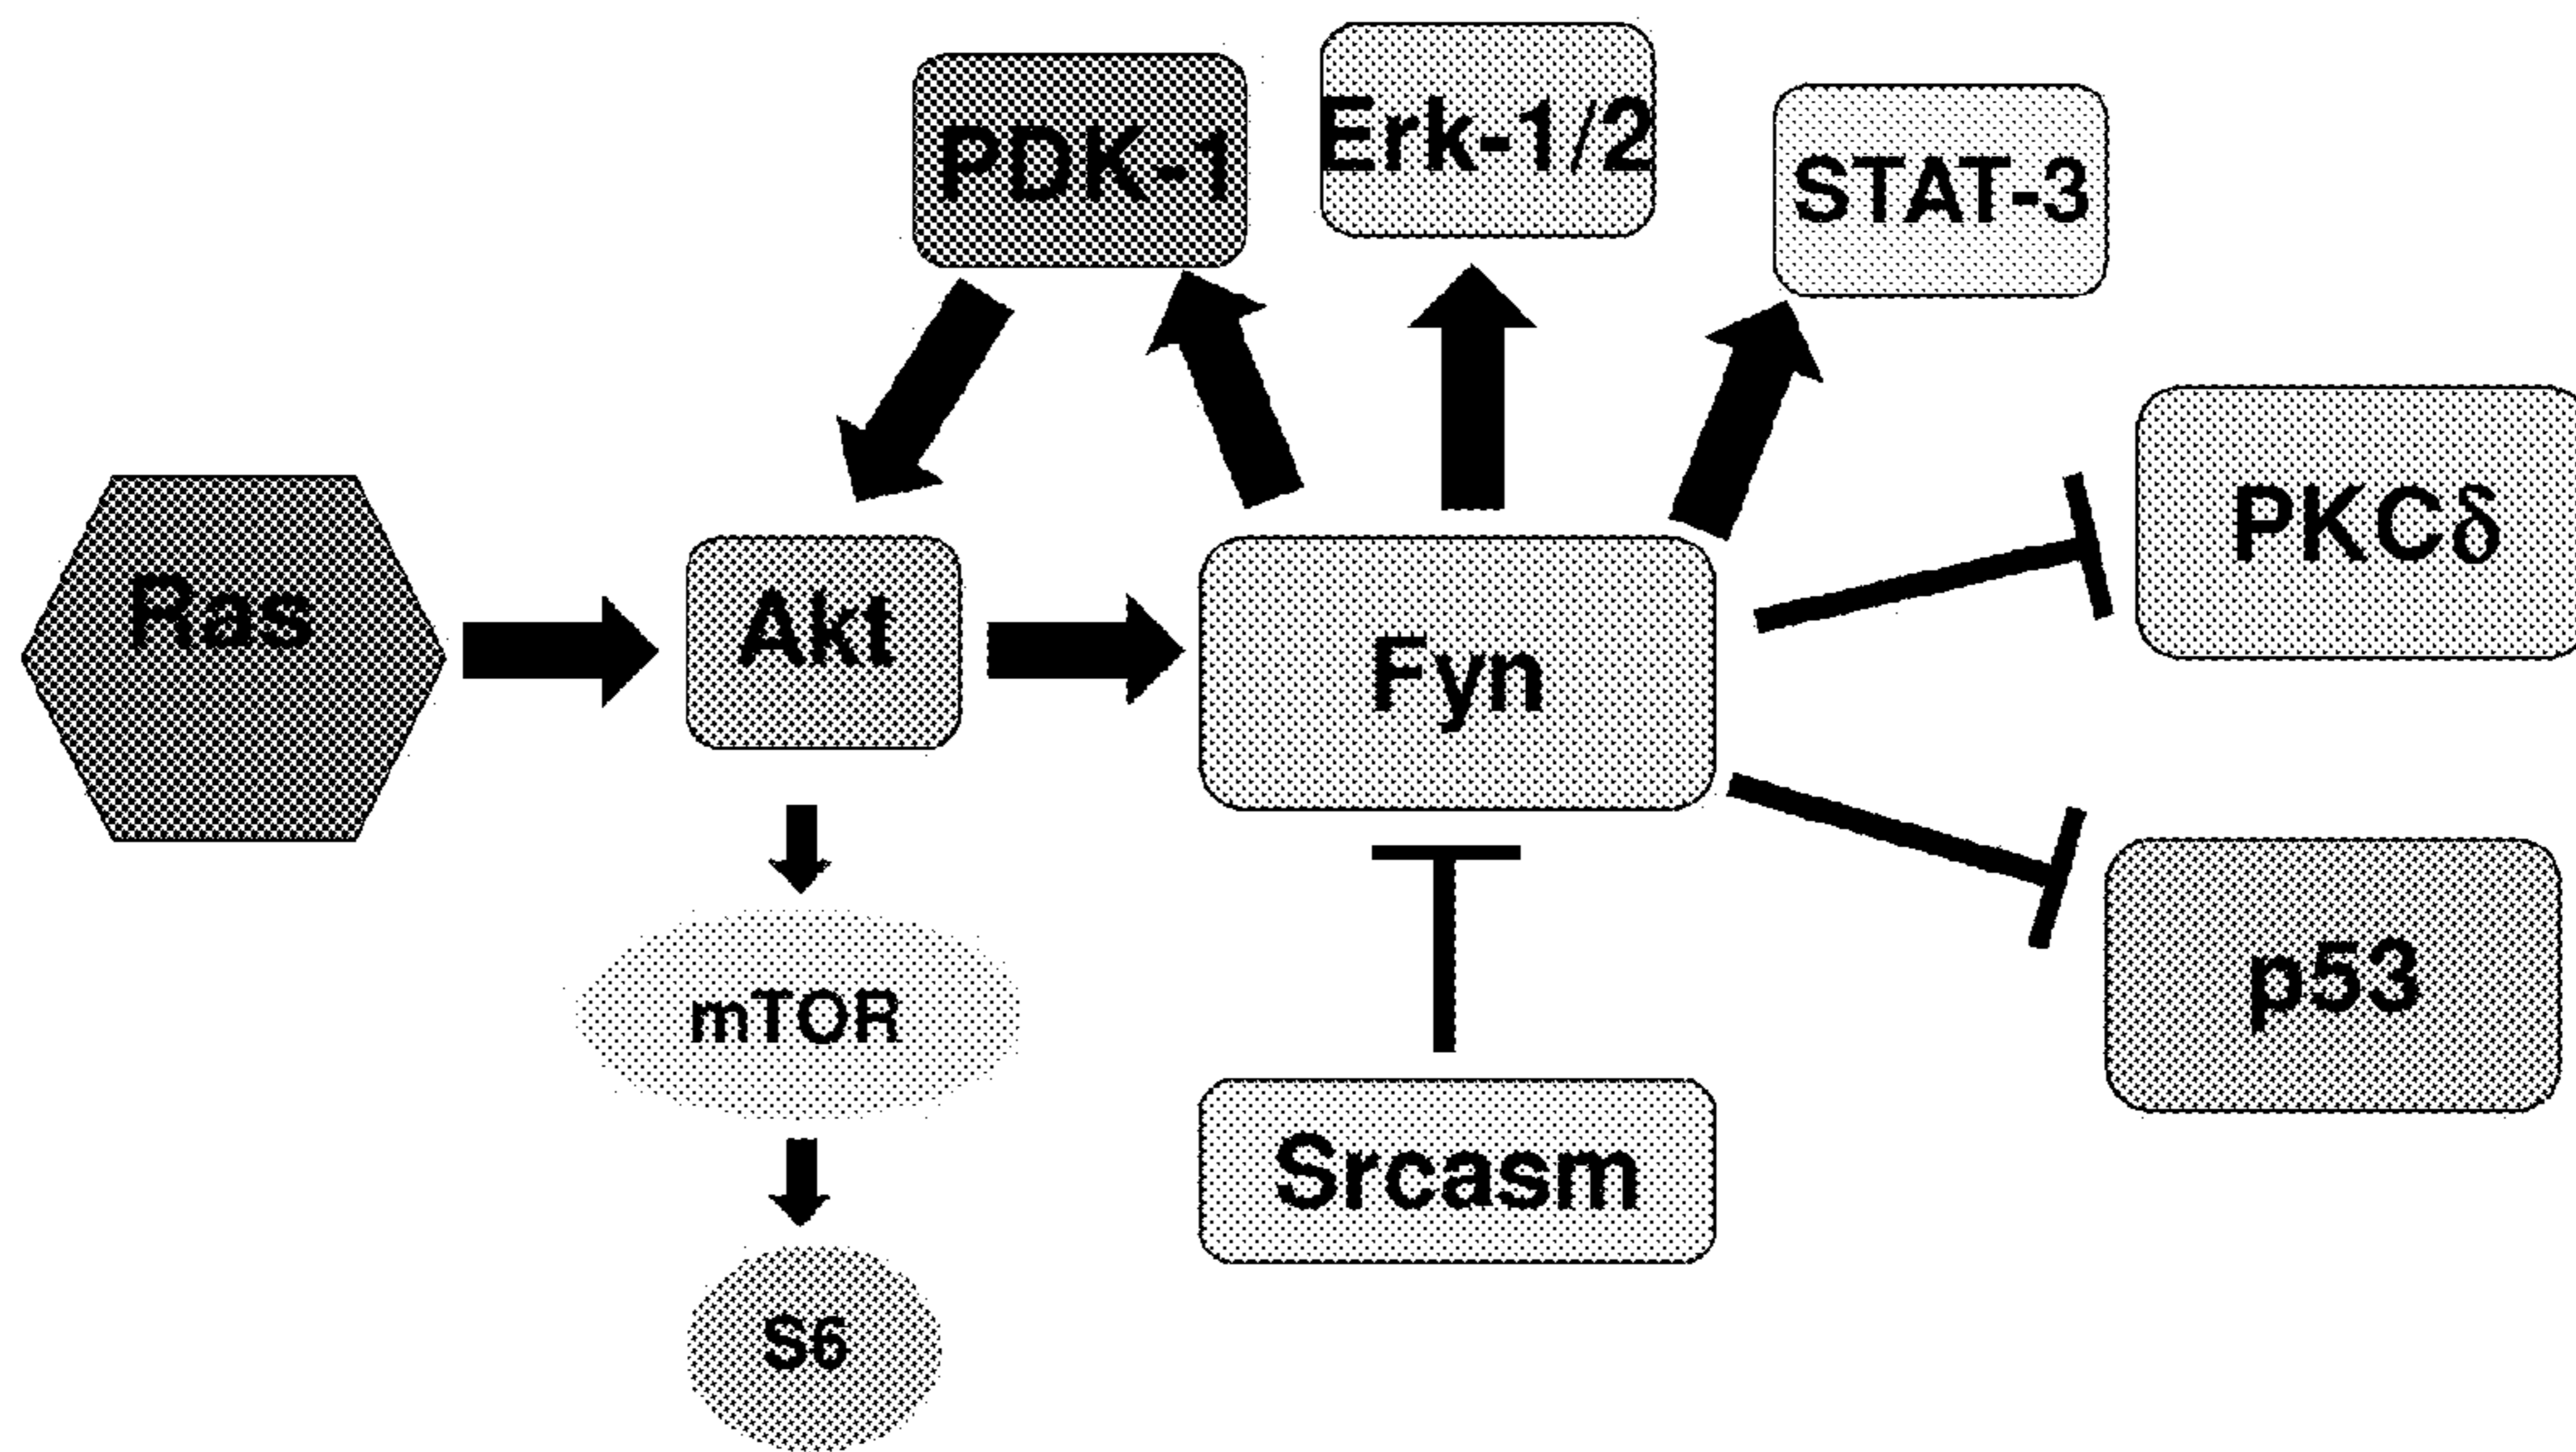 PDK-1
Erk-1/2
STAT-3
PKCδ
Ras
Akt
Fyn
p53
mTOR
Srcasm
S6